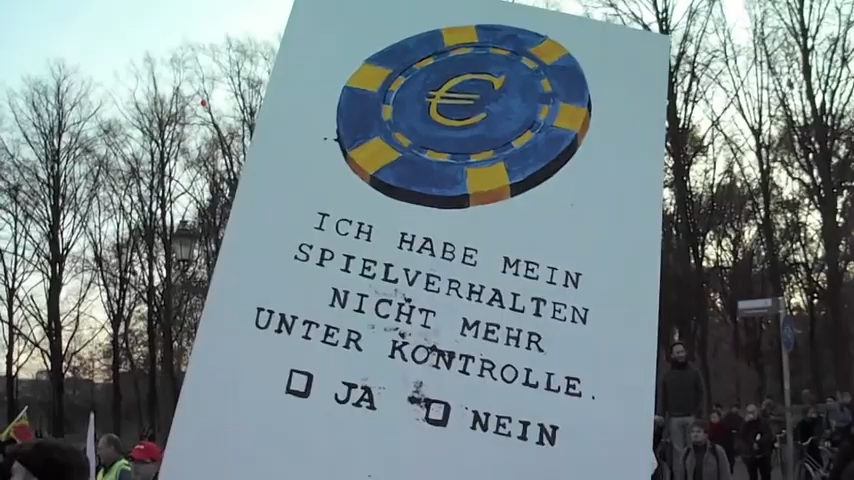 €
ICH HABE MEIN
SPIELVERHALTEN
NICHT MEHR
UNTER KONTROLLE.
☐ JA ☐ NEIN